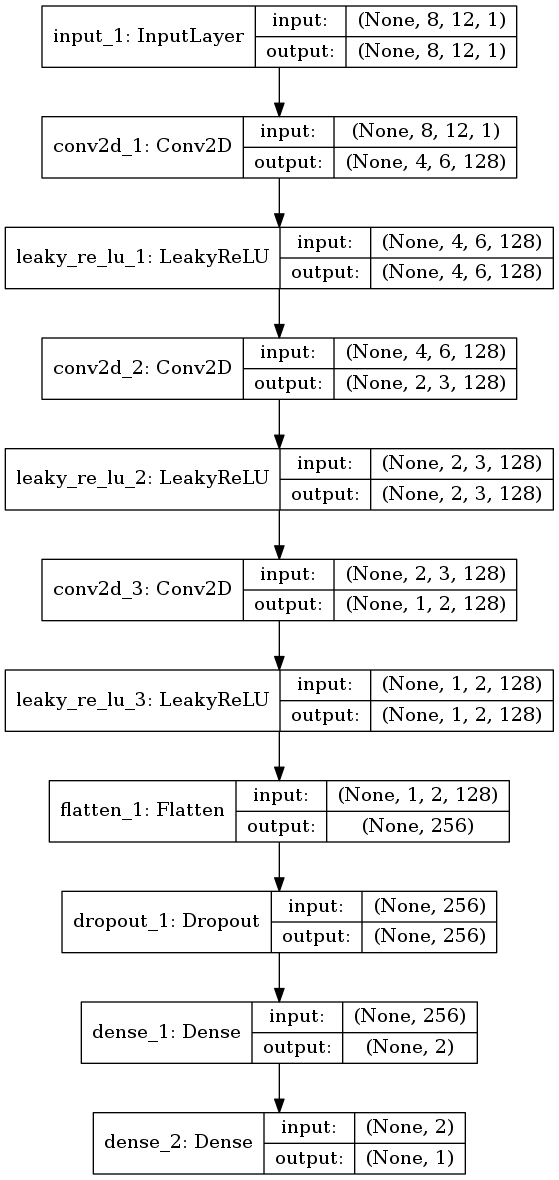 input_1: InputLayer
input: (None, 8, 12, 1)
output: (None, 8, 12, 1)
conv2d_1: Conv2D
input: (None, 8, 12, 1)
output: (None, 4, 6, 128)
leaky_re_lu_1: LeakyReLU
input: (None, 4, 6, 128)
output: (None, 4, 6, 128)
conv2d_2: Conv2D
input: (None, 4, 6, 128)
output: (None, 2, 3, 128)
leaky_re_lu_2: LeakyReLU
input: (None, 2, 3, 128)
output: (None, 2, 3, 128)
conv2d_3: Conv2D
input: (None, 2, 3, 128)
output: (None, 1, 2, 128)
leaky_re_lu_3: LeakyReLU
input: (None, 1, 2, 128)
output: (None, 1, 2, 128)
flatten_1: Flatten
input: (None, 1, 2, 128)
output: (None, 256)
dropout_1: Dropout
input: (None, 256)
output: (None, 256)
dense_1: Dense
input: (None, 256)
output: (None, 2)
dense_2: Dense
input: (None, 2)
output: (None, 1)